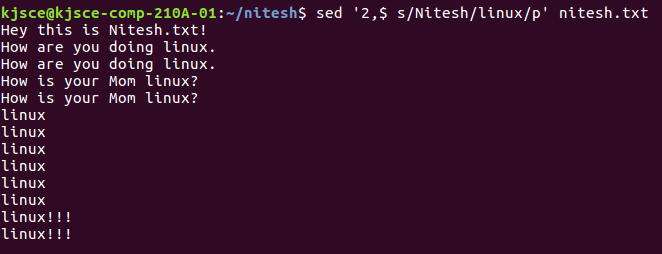 kjsce@kjsce-comp-210A-01:~/nitesh$ sed '2,$ s/Nitesh/linux/p' nitesh.txt
Hey this is Nitesh.txt!
How are you doing linux.
How are you doing linux.
How is your Mom linux?
How is your Mom linux?
linux
linux
linux
linux
linux
linux
linux!!!
linux!!!